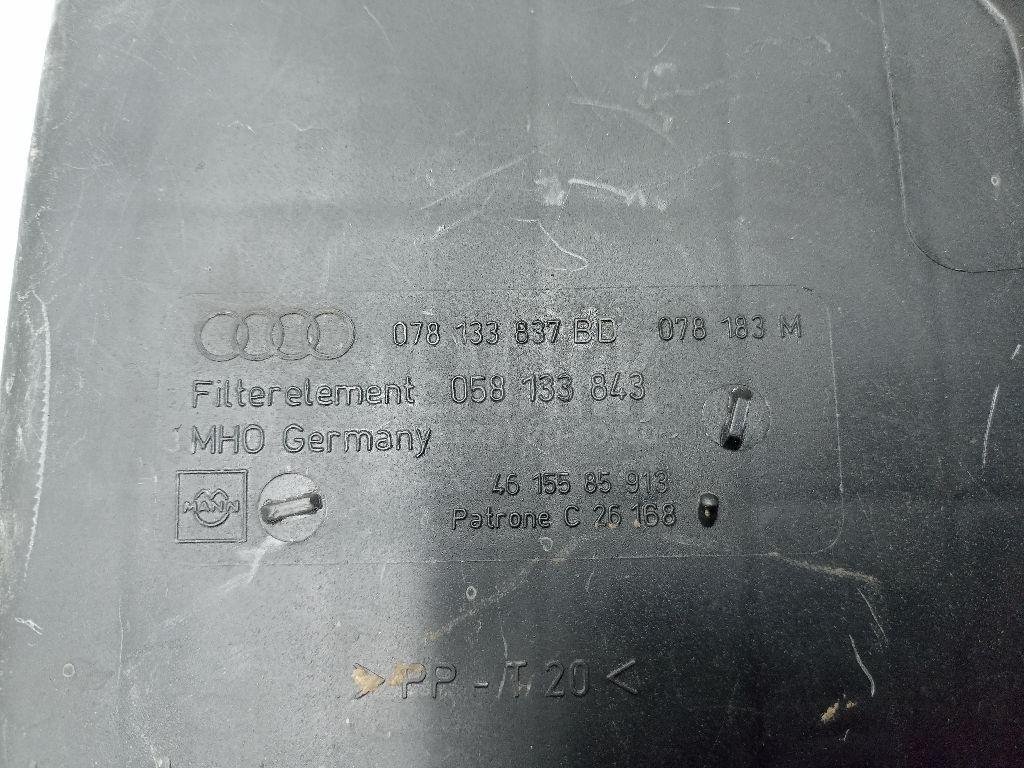 078 133 837 BD 078 183 M
Filterelement 058 133 843
MHO Germany
MANN
46 155 85 913
Patrone C 26 168
> PP - T 20 <